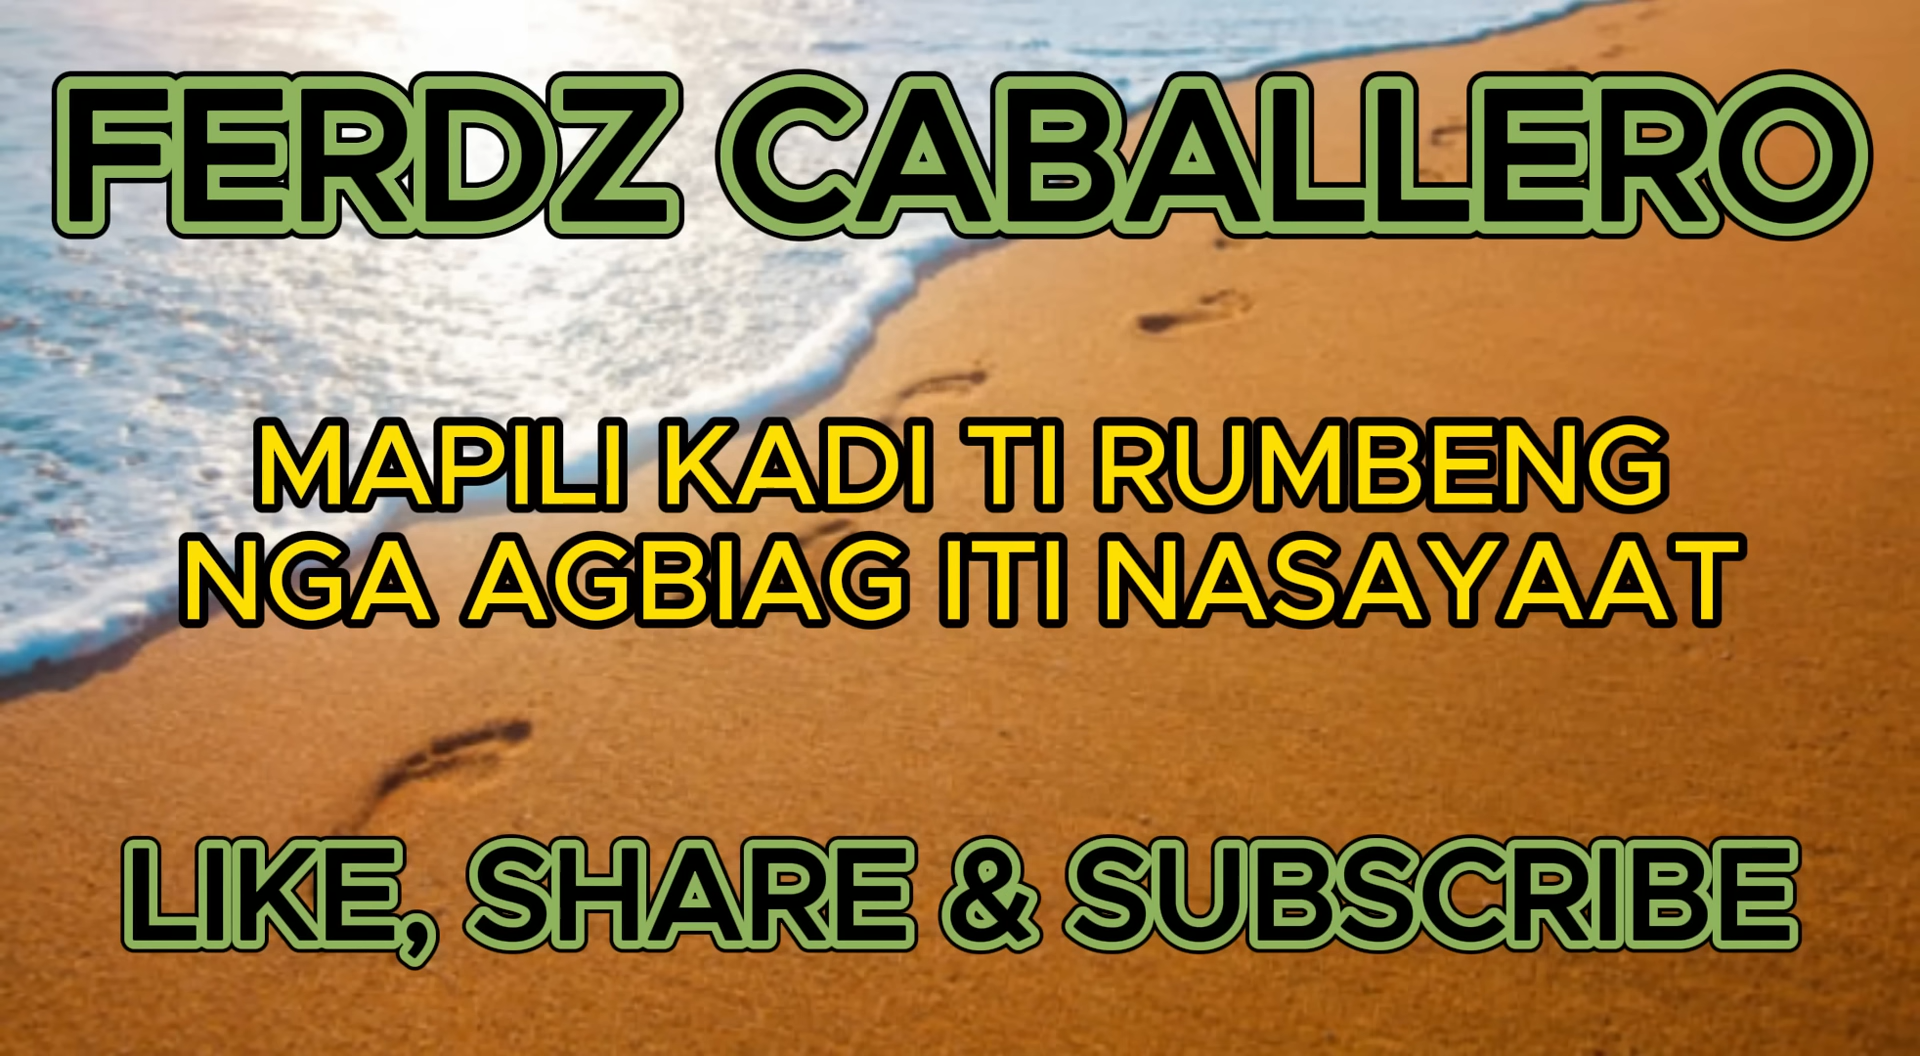 FERDZ CABALLERO
MAPILI KADI TI RUMBENG
NGA AGBIAG ITI NASAYAAT
LIKE, SHARE & SUBSCRIBE